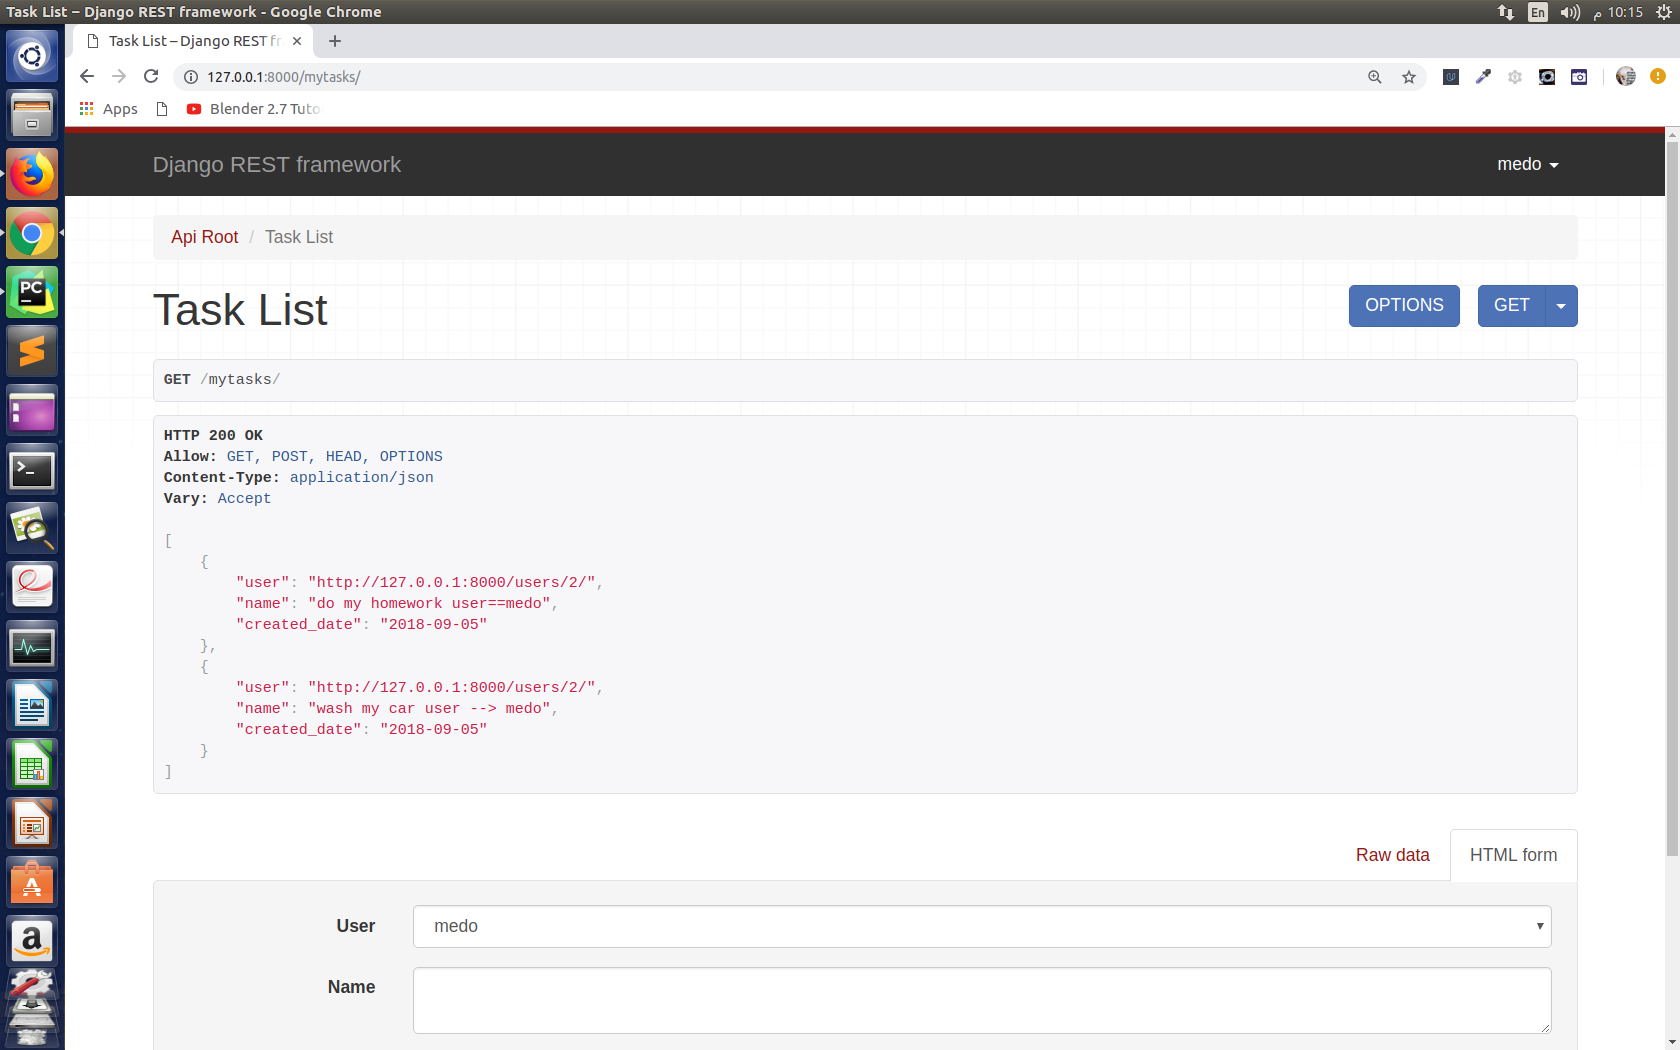 Task List – Django REST framework - Google Chrome
En
م 10:15
Task List – Django REST fr
127.0.0.1:8000/mytasks/
Apps
Blender 2.7 Tuto
Django REST framework
medo
Api Root / Task List
Task List
OPTIONS
GET
GET /mytasks/
HTTP 200 OK
Allow: GET, POST, HEAD, OPTIONS
Content-Type: application/json
Vary: Accept
[
    {
        "user": "http://127.0.0.1:8000/users/2/",
        "name": "do my homework user==medo",
        "created_date": "2018-09-05"
    },
    {
        "user": "http://127.0.0.1:8000/users/2/",
        "name": "wash my car user --> medo",
        "created_date": "2018-09-05"
    }
]
Raw data
HTML form
User
medo
Name
PC
a